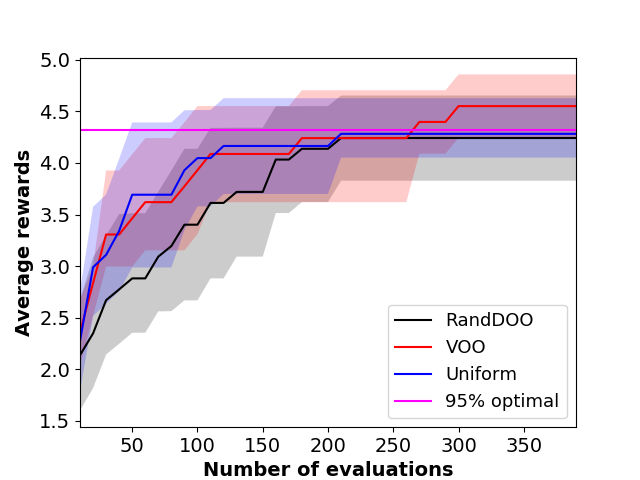 5.0
4.5
4.0
3.5
3.0
2.5
2.0
1.5
Average rewards
RandDOO
VOO
Uniform
95% optimal
50 100 150 200 250 300 350
Number of evaluations